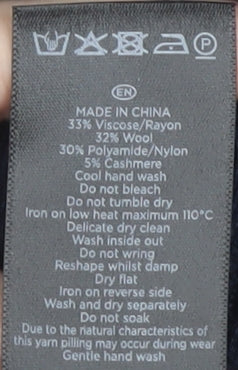 EN
MADE IN CHINA
33% Viscose/Rayon
32% Wool
30% Polyamide/Nylon
5% Cashmere
Cool hand wash
Do not bleach
Do not tumble dry
Iron on low heat maximum 110°C
Delicate dry clean
Wash inside out
Do not wring
Reshape whilst damp
Dry flat
Iron on reverse side
Wash and dry separately
Do not soak
Due to the natural characteristics of
this yarn pilling may occur during wear
Gentle hand wash